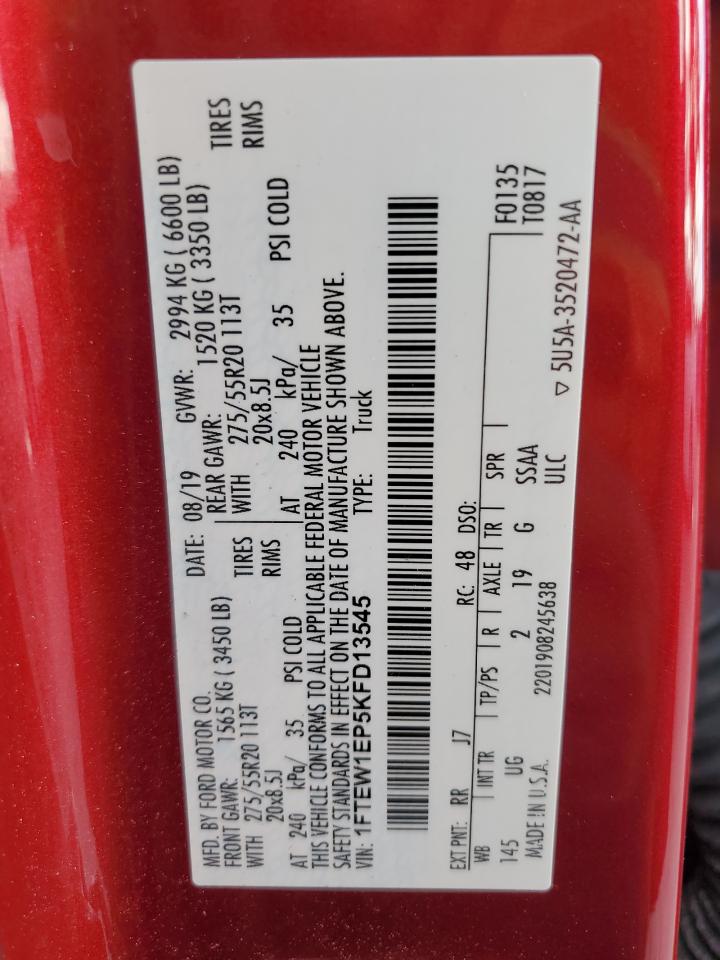 MFD. BY FORD MOTOR CO.
DATE: 08/19 GVWR: 2994 KG ( 6600 LB)
FRONT GAWR: 1565 KG ( 3450 LB) REAR GAWR: 1520 KG ( 3350 LB)
WITH 275/55R20 113T TIRES WITH 275/55R20 113T TIRES
20x8.5J RIMS 20x8.5J RIMS
AT 240 kPa/ 35 PSI COLD AT 240 kPa/ 35 PSI COLD
THIS VEHICLE CONFORMS TO ALL APPLICABLE FEDERAL MOTOR VEHICLE
SAFETY STANDARDS IN EFFECT ON THE DATE OF MANUFACTURE SHOWN ABOVE.
VIN: 1FTEW1EP5KFD13545 TYPE: Truck
EXT PNT: RR J7 RC: 48 DSO: F0135
T0817
WB INT TR TP/PS R AXLE TR SPR
145 UG 2 19 G SSAA
MADE IN U.S.A. 2201908245638 ULC
▽ 5U5A-3520472-AA